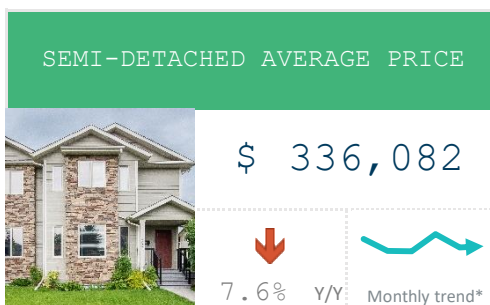 SEMI-DETACHED AVERAGE PRICE
$ 336,082
7.6% Y/Y
Monthly trend*